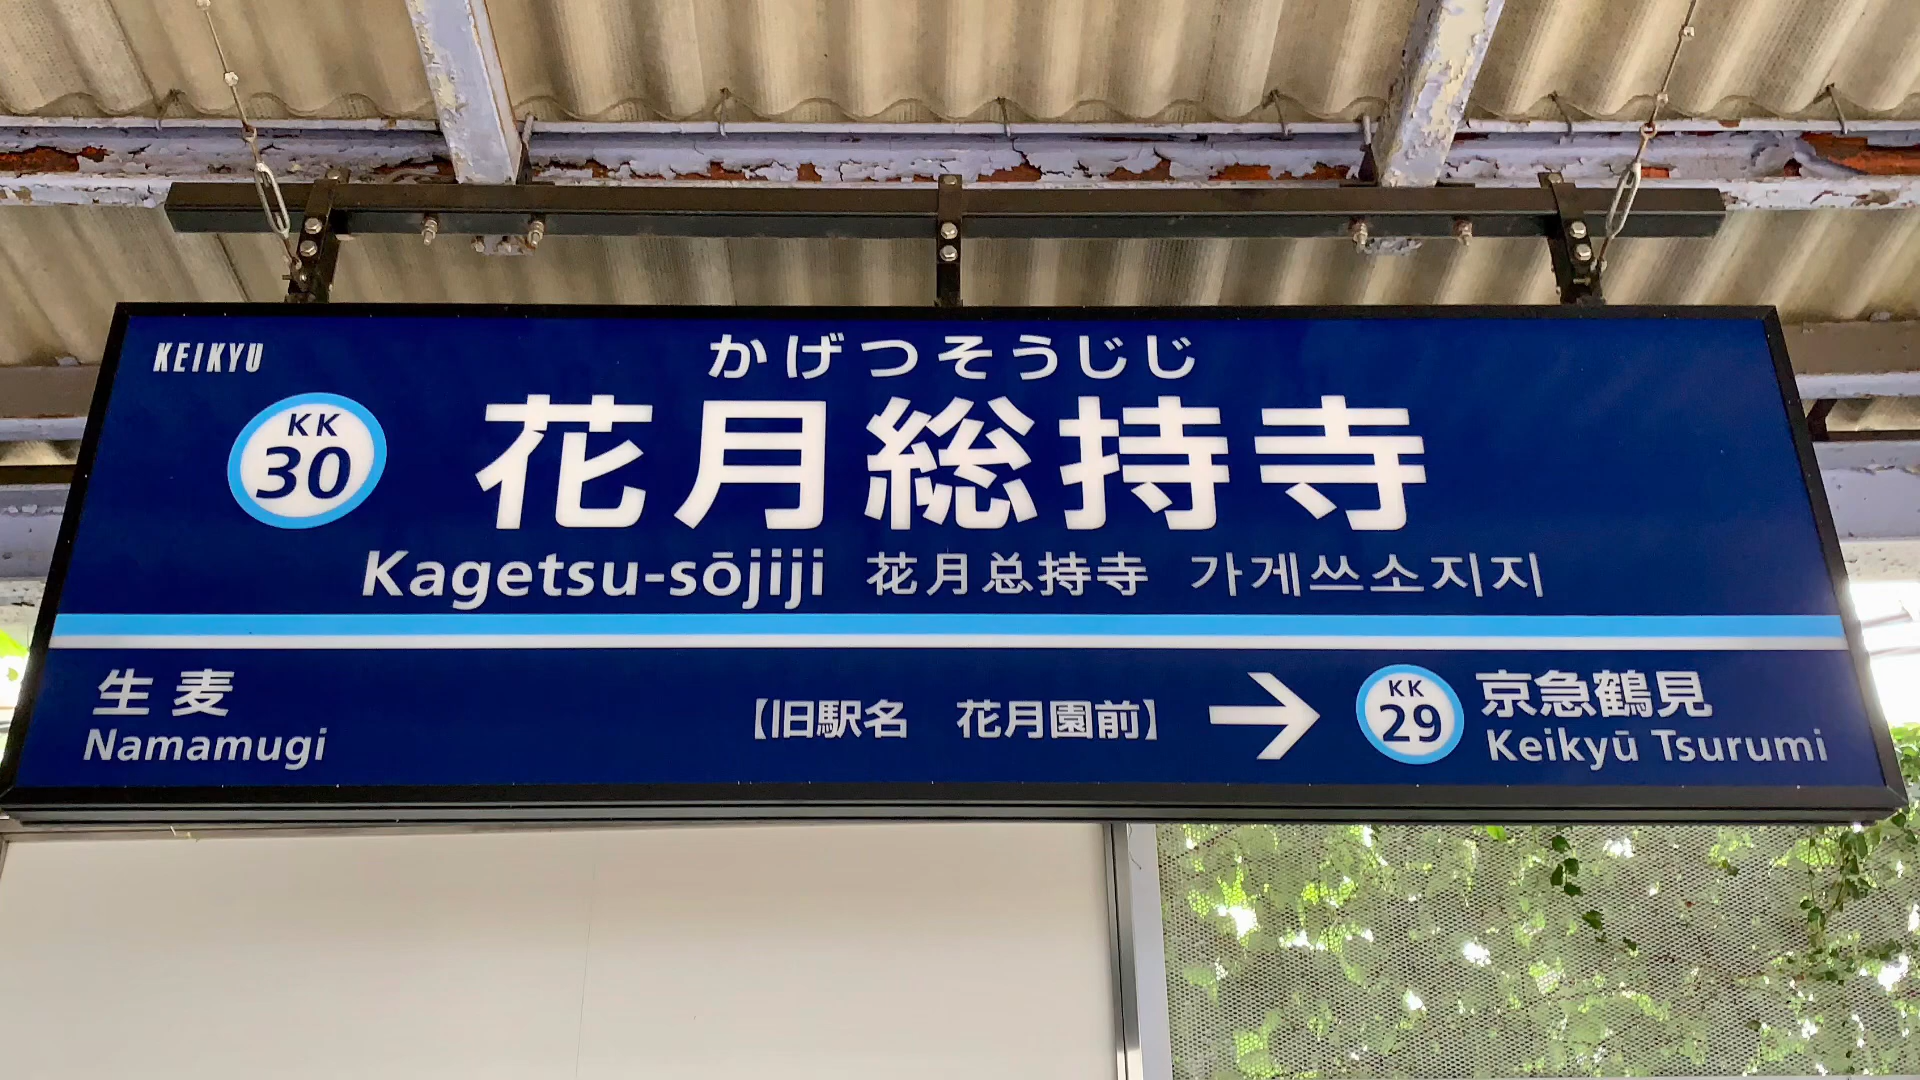 KEIKYU
かげつそうじじ
KK
30
花月総持寺
Kagetsu-sōjiji 花月总持寺 가게쓰소지지
生麦
Namamugi
【旧駅名　花月園前】
→
KK
29
京急鶴見
Keikyū Tsurumi